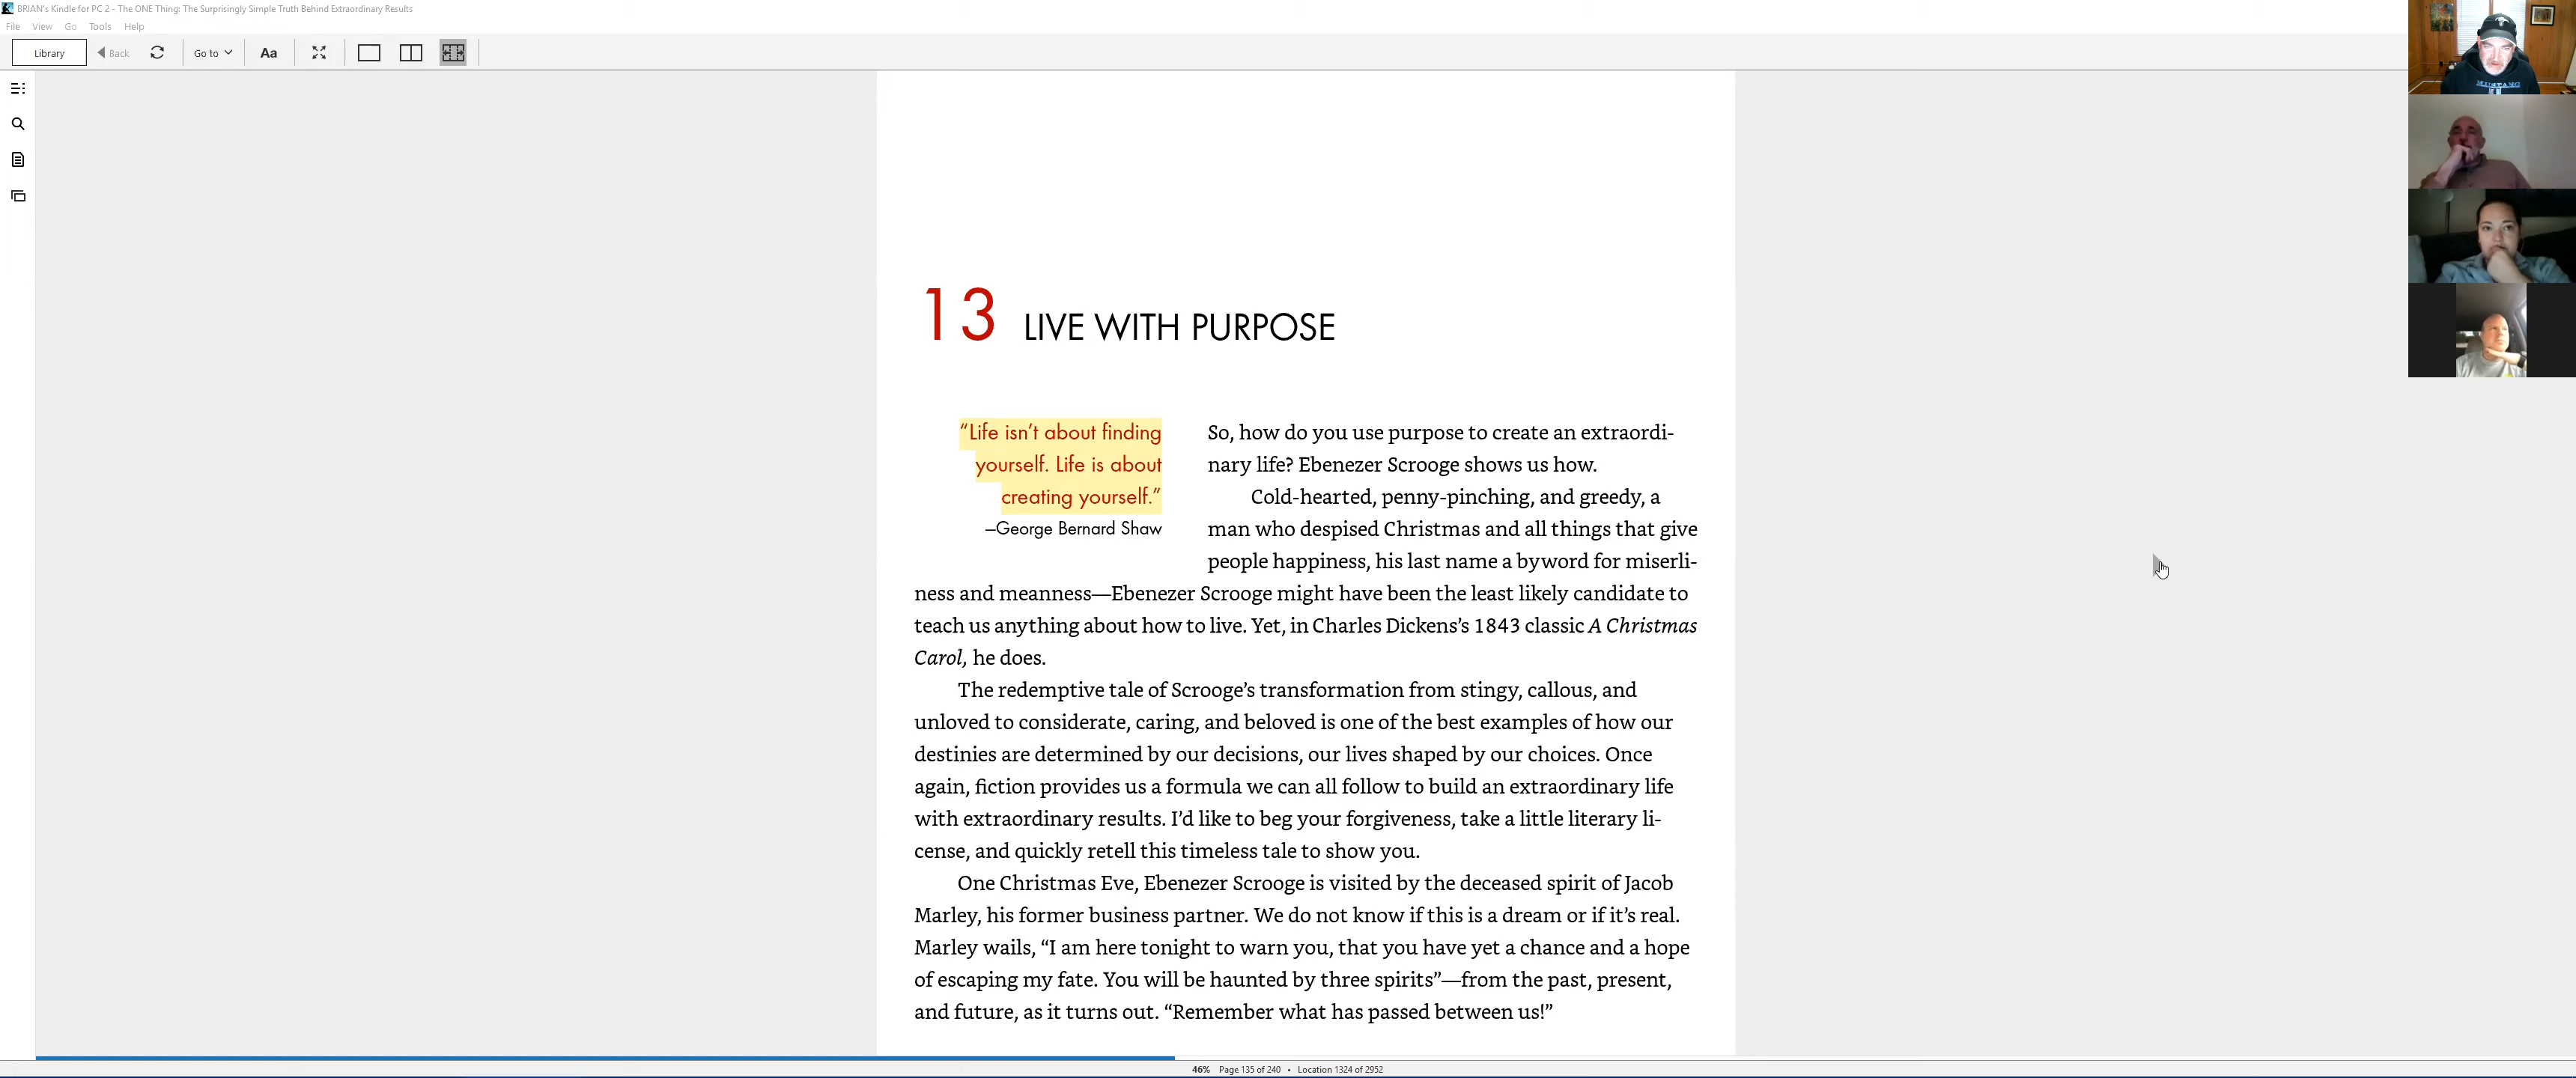 BRIAN's Kindle for PC 2 - The ONE Thing: The Surprisingly Simple Truth Behind Extraordinary Results
File View Go Tools Help
Library Back Go to Aa
13 LIVE WITH PURPOSE
“Life isn’t about finding
yourself. Life is about
creating yourself.”
—George Bernard Shaw
So, how do you use purpose to create an extraordi-
nary life? Ebenezer Scrooge shows us how.
Cold-hearted, penny-pinching, and greedy, a
man who despised Christmas and all things that give
people happiness, his last name a byword for miserli-
ness and meanness—Ebenezer Scrooge might have been the least likely candidate to
teach us anything about how to live. Yet, in Charles Dickens’s 1843 classic A Christmas
Carol, he does.
The redemptive tale of Scrooge’s transformation from stingy, callous, and
unloved to considerate, caring, and beloved is one of the best examples of how our
destinies are determined by our decisions, our lives shaped by our choices. Once
again, fiction provides us a formula we can all follow to build an extraordinary life
with extraordinary results. I’d like to beg your forgiveness, take a little literary li-
cense, and quickly retell this timeless tale to show you.
One Christmas Eve, Ebenezer Scrooge is visited by the deceased spirit of Jacob
Marley, his former business partner. We do not know if this is a dream or if it’s real.
Marley wails, “I am here tonight to warn you, that you have yet a chance and a hope
of escaping my fate. You will be haunted by three spirits”—from the past, present,
and future, as it turns out. “Remember what has passed between us!”
46% Page 135 of 240 • Location 1324 of 2952